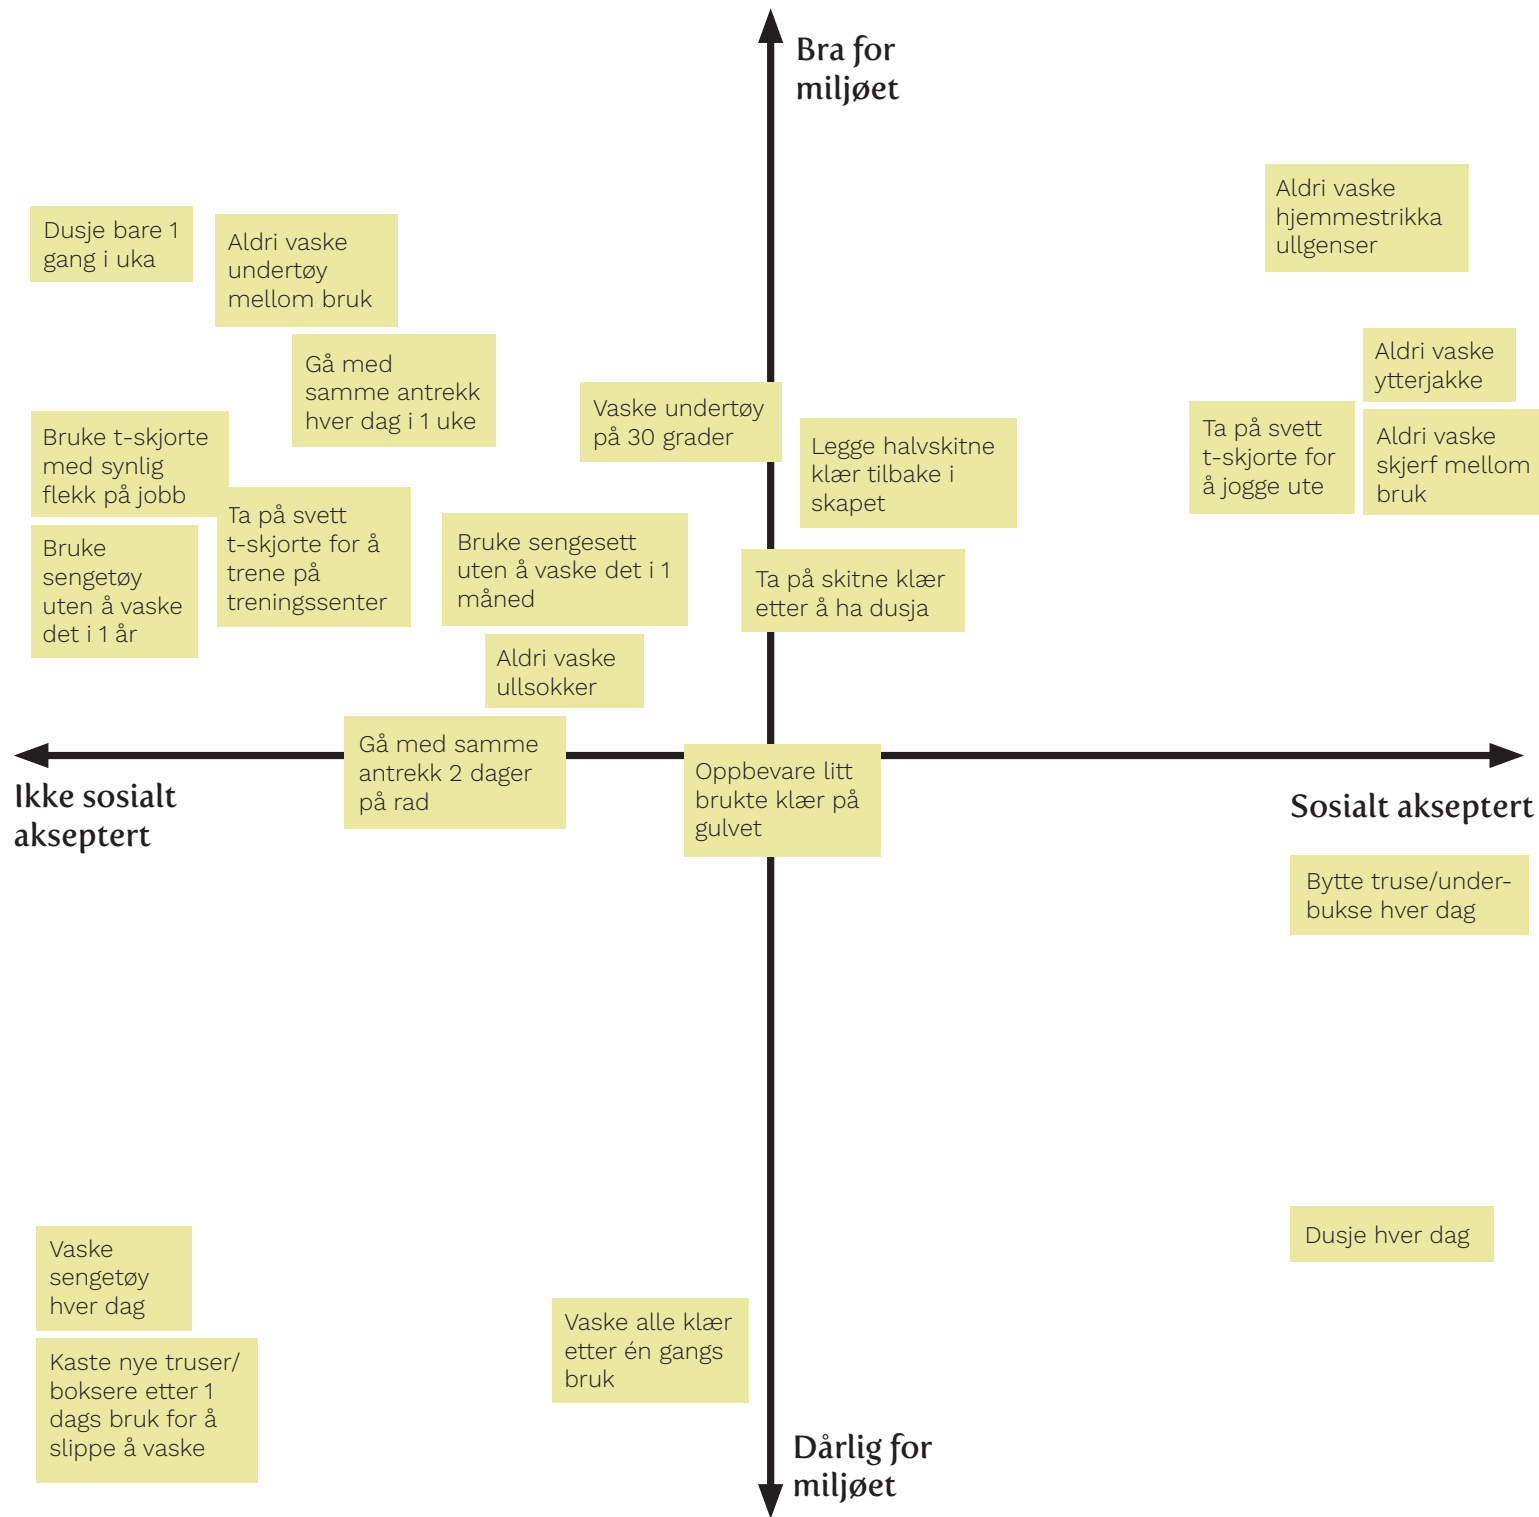 Bra for
miljøet
Aldri vaske
hjemmestrikka
ullgenser
Dusje bare 1
gang i uka
Aldri vaske
undertøy
mellom bruk
Gå med
samme antrekk
hver dag i 1 uke
Aldri vaske
ytterjakke
Vaske undertøy
på 30 grader
Bruke t-skjorte
med synlig
flekk på jobb
Legge halvskitne
klær tilbake i
skapet
Ta på svett
t-skjorte for
å jogge ute
Aldri vaske
skjerf mellom
bruk
Ta på svett
t-skjorte for å
trene på
treningssenter
Bruke sengesett
uten å vaske det i 1
måned
Bruke
sengetøy
uten å vaske
det i 1 år
Ta på skitne klær
etter å ha dusja
Aldri vaske
ullsokker
Gå med samme
antrekk 2 dager
på rad
Oppbevare litt
brukte klær på
gulvet
Ikke sosialt
akseptert
Sosialt akseptert
Bytte truse/under-
bukse hver dag
Dusje hver dag
Vaske
sengetøy
hver dag
Vaske alle klær
etter én gangs
bruk
Kaste nye truser/
boksere etter 1
dags bruk for å
slippe å vaske
Dårlig for
miljøet